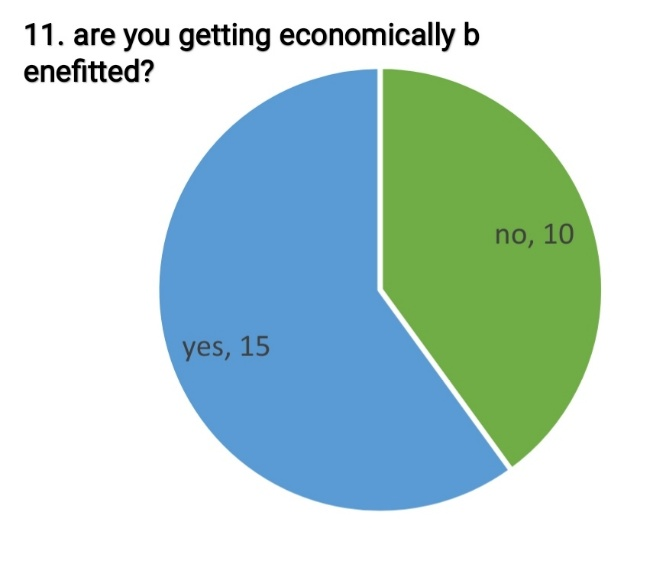 11. are you getting economically b
enefitted?
no, 10
yes, 15